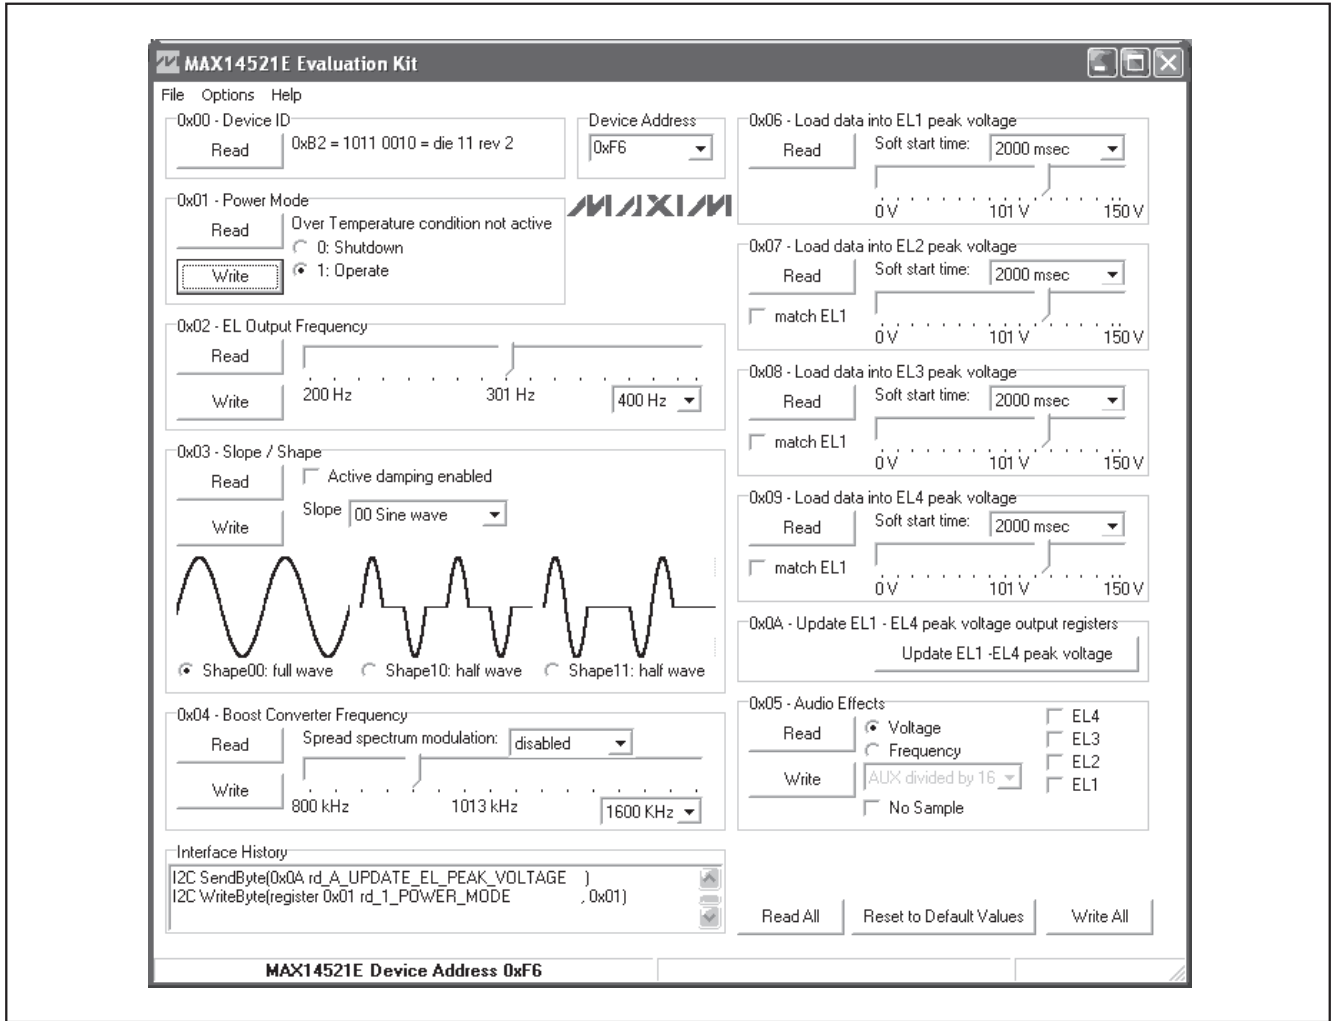 MAX14521E Evaluation Kit
File Options Help
0x00 - Device ID
Read
0xB2 = 1011 0010 = die 11 rev 2
Device Address
0xF6
0x01 - Power Mode
Read
Over Temperature condition not active
0: Shutdown
Write
1: Operate
MAXIM
0x02 - EL Output Frequency
Read
Write
200 Hz 301 Hz
400 Hz
0x03 - Slope / Shape
Read
Active damping enabled
Write
Slope 00 Sine wave
Shape00: full wave Shape10: half wave Shape11: half wave
0x04 - Boost Converter Frequency
Read
Spread spectrum modulation: disabled
Write
800 kHz 1013 kHz
1600 KHz
Interface History
I2C SendByte(0x0A rd_A_UPDATE_EL_PEAK_VOLTAGE )
I2C WriteByte(register 0x01 rd_1_POWER_MODE , 0x01)
0x06 - Load data into EL1 peak voltage
Read
Soft start time: 2000 msec
0 V 101 V 150 V
0x07 - Load data into EL2 peak voltage
Read
Soft start time: 2000 msec
match EL1
0 V 101 V 150 V
0x08 - Load data into EL3 peak voltage
Read
Soft start time: 2000 msec
match EL1
0 V 101 V 150 V
0x09 - Load data into EL4 peak voltage
Read
Soft start time: 2000 msec
match EL1
0 V 101 V 150 V
0x0A - Update EL1 - EL4 peak voltage output registers
Update EL1 -EL4 peak voltage
0x05 - Audio Effects
Read
Voltage
Frequency
Write
AUX divided by 16
No Sample
EL4
EL3
EL2
EL1
Read All Reset to Default Values Write All
MAX14521E Device Address 0xF6